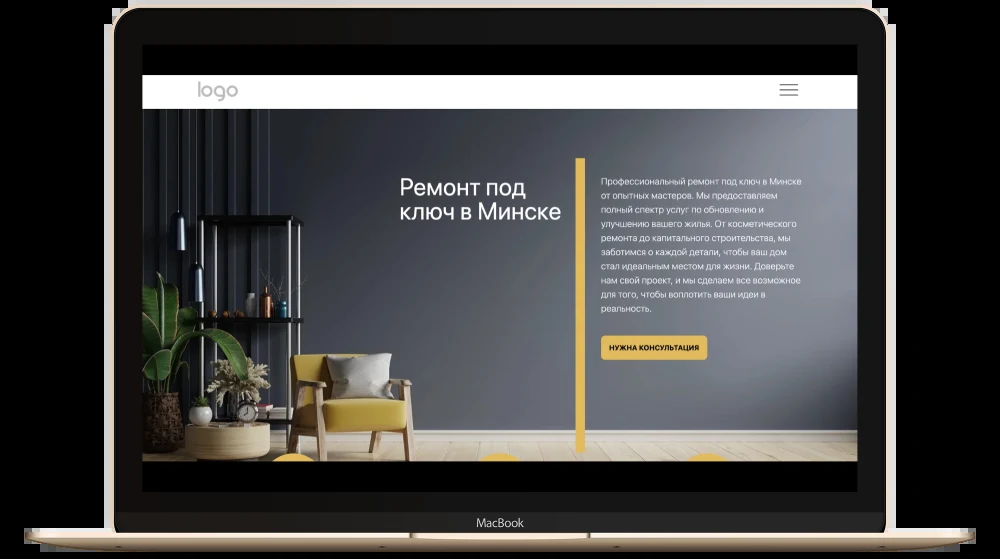 logo
Ремонт под
ключ в Минске
Профессиональный ремонт под ключ в Минске
от опытных мастеров. Мы предоставляем
полный спектр услуг по обновлению и
улучшению вашего жилья. От косметического
ремонта до капитального строительства, мы
заботимся о каждой детали, чтобы ваш дом
стал идеальным местом для жизни. Доверьте
нам свой проект, и мы сделаем все возможное
для того, чтобы воплотить ваши идеи в
реальность.
НУЖНА КОНСУЛЬТАЦИЯ
MacBook